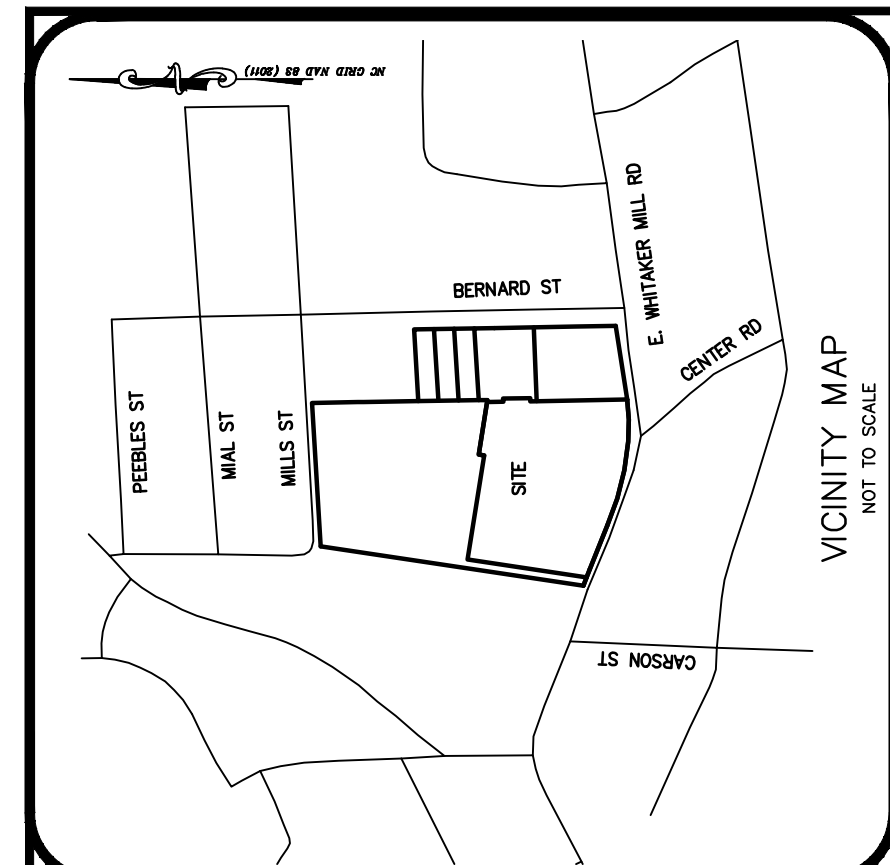 NC GRID NAD 83 (2011)
BERNARD ST
E. WHITAKER MILL RD
CENTER RD
PEEBLES ST
MIAL ST
MILLS ST
SITE
CARSON ST
VICINITY MAP
NOT TO SCALE